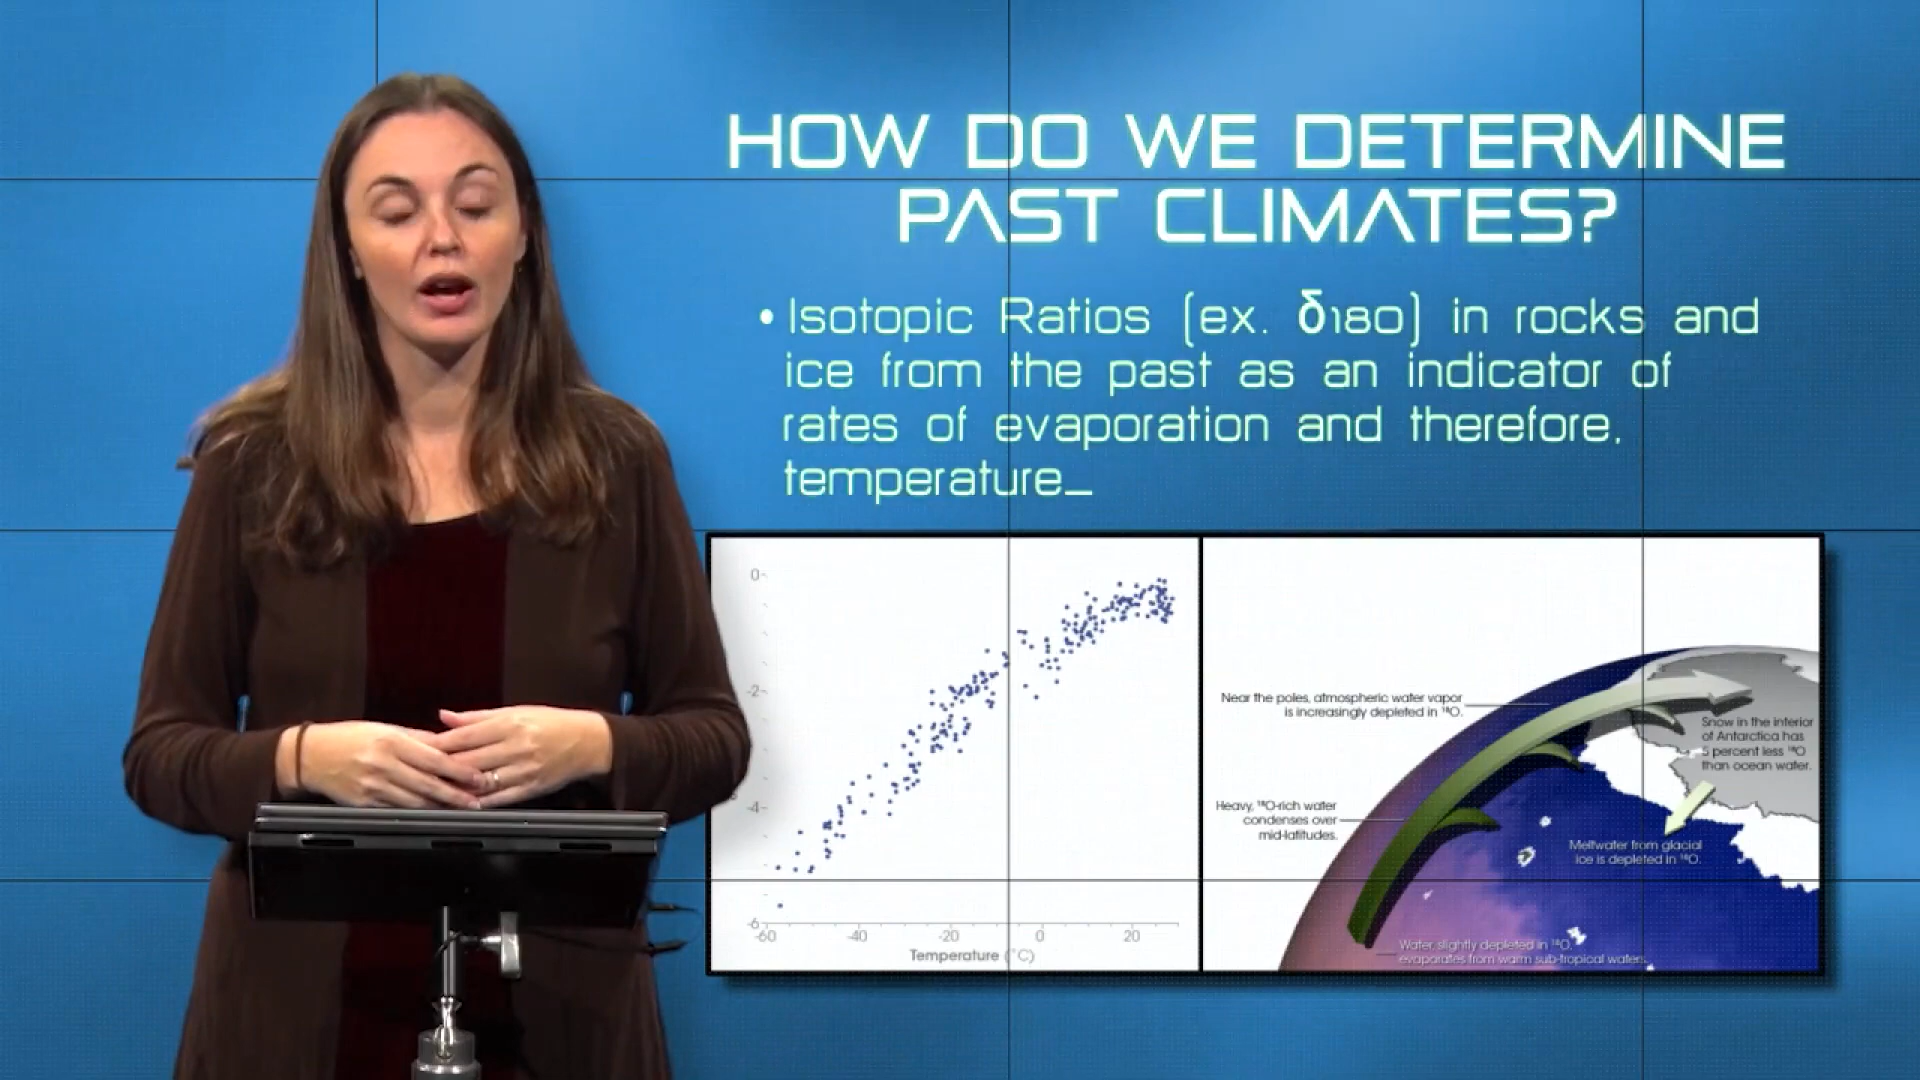 HOW DO WE DETERMINE
PAST CLIMATES?
• Isotopic Ratios (ex. δ18O) in rocks and
ice from the past as an indicator of
rates of evaporation and therefore,
temperature_
0
-2
-4
-6
-60 -40 -20 0 20
Temperature (°C)
Near the poles, atmospheric water vapor
is increasingly depleted in ¹⁸O.
Snow in the interior
of Antarctica has
5 percent less ¹⁸O
than ocean water.
Heavy, ¹⁸O-rich water
condenses over
mid-latitudes.
Meltwater from glacial
ice is depleted in ¹⁸O.
Water, slightly depleted in ¹⁸O,
evaporates from warm sub-tropical waters.